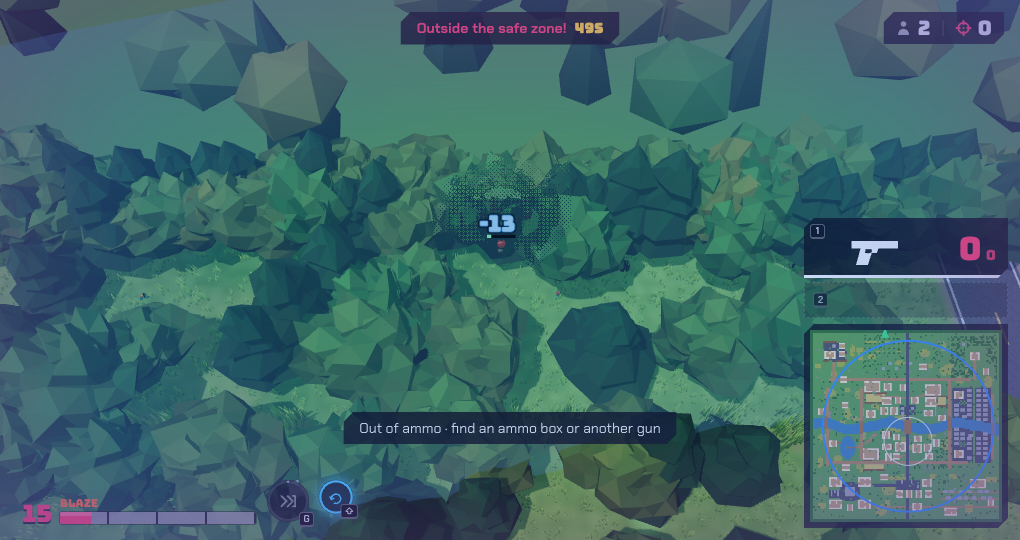 Outside the safe zone! 49S
2 0
-13
1 0 0
2
Out of ammo · find an ammo box or another gun
BLAZE
15
G